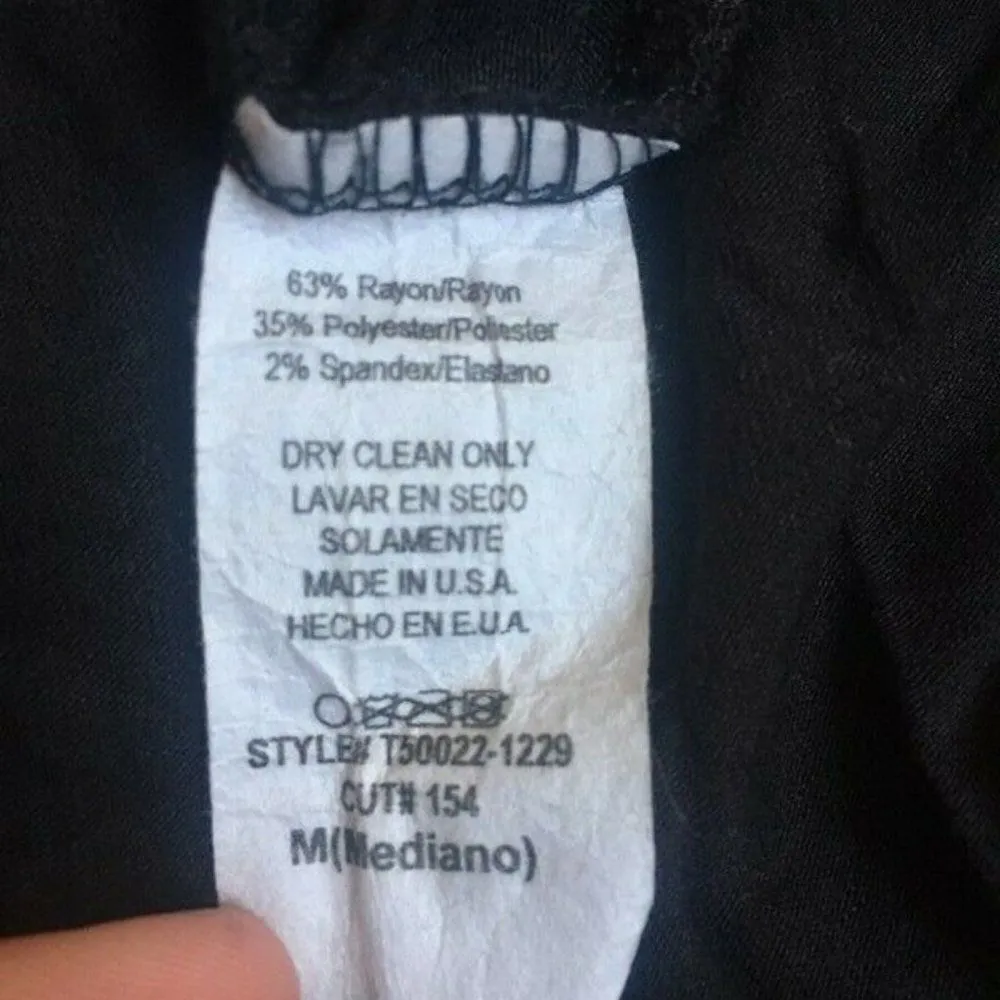 63% Rayon/Rayon
35% Polyester/Poliester
2% Spandex/Elastano
DRY CLEAN ONLY
LAVAR EN SECO
SOLAMENTE
MADE IN U.S.A.
HECHO EN E.U.A.
STYLE# T50022-1229
CUT# 154
M(Mediano)